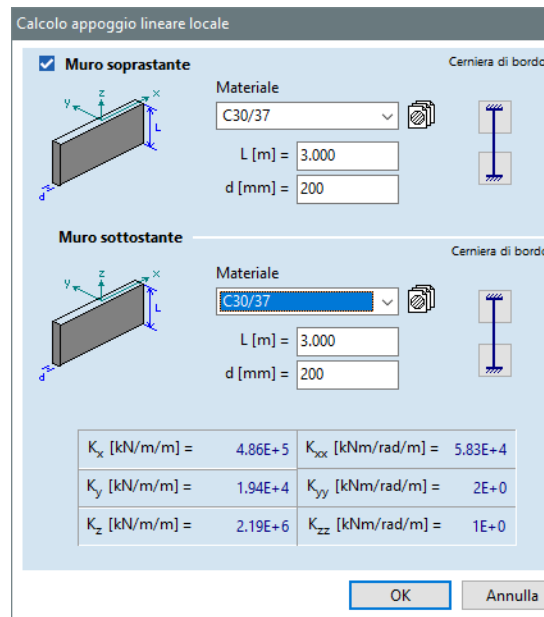 Calcolo appoggio lineare locale
Muro soprastante
Cerniera di bordo
Materiale
C30/37
L [m] = 3.000
d [mm] = 200
y z x L d
Muro sottostante
Cerniera di bordo
Materiale
C30/37
L [m] = 3.000
d [mm] = 200
y z x L d
Kx [kN/m/m] = 4.86E+5 Kxx [kNm/rad/m] = 5.83E+4
Ky [kN/m/m] = 1.94E+4 Kyy [kNm/rad/m] = 2E+0
Kz [kN/m/m] = 2.19E+6 Kzz [kNm/rad/m] = 1E+0
OK Annulla